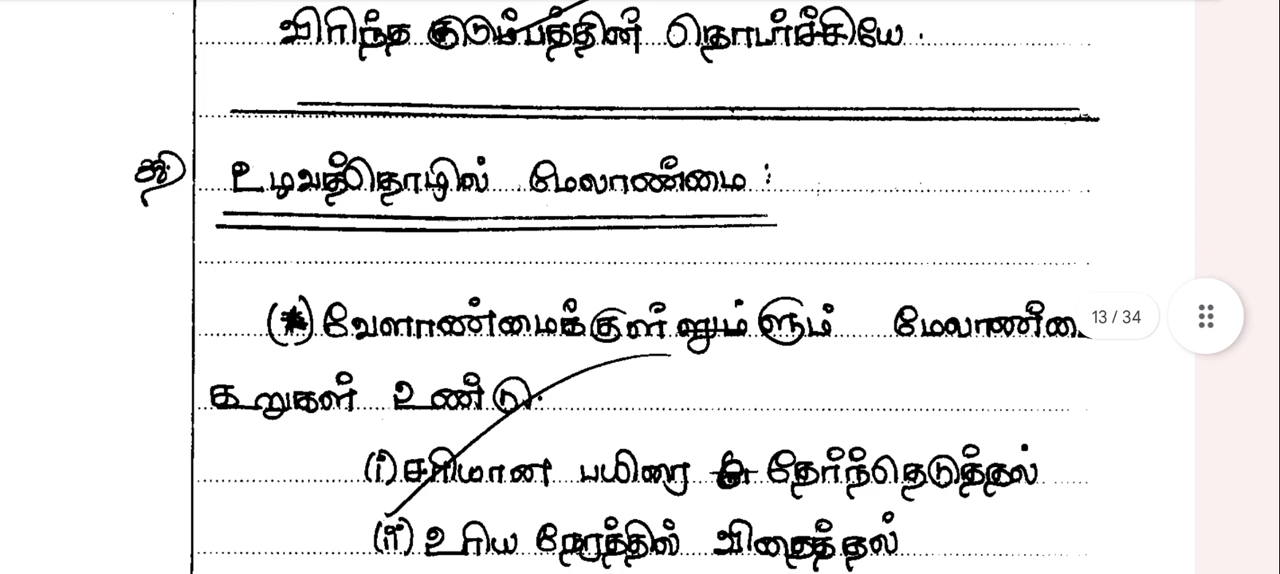 விரிந்த குடும்பத்தின் தொடர்ச்சியே .
உழவுத்தொழில் மேலாண்மை :
(*) வேளாண்மைக்குள்ளும் மேலாண்மை
கூறுகள் உண்டு.
13 / 34
(i) சரியான பயிரை தேர்ந்தெடுத்தல்
(ii) உரிய நேரத்தில் விதைத்தல்